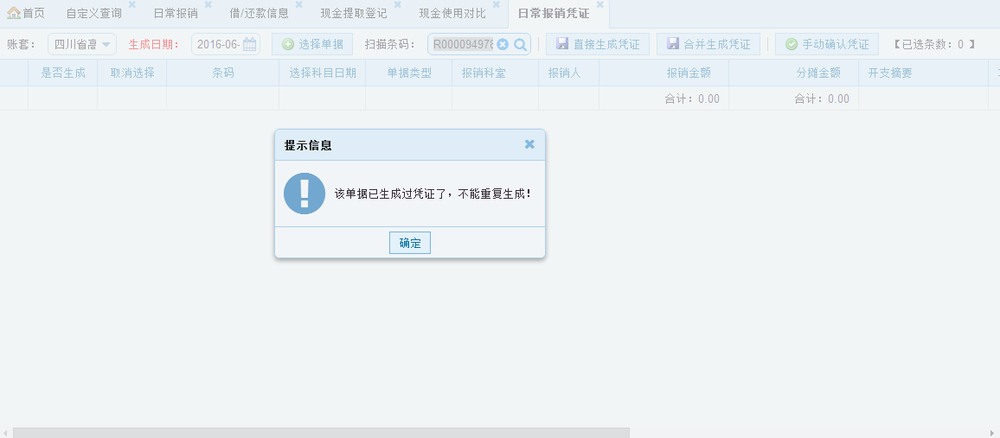 首页 自定义查询 日常报销 借/还款信息 现金提取登记 现金使用对比 日常报销凭证
账套： 四川省 生成日期： 2016-06- 选择单据 扫描条码： R000094978 直接生成凭证 合并生成凭证 手动确认凭证 【已选条数：0 】
是否生成 取消选择 条码 选择科目日期 单据类型 报销科室 报销人 报销金额 分摊金额 开支摘要
合计：0.00 合计：0.00
提示信息
该单据已生成过凭证了，不能重复生成！
确定